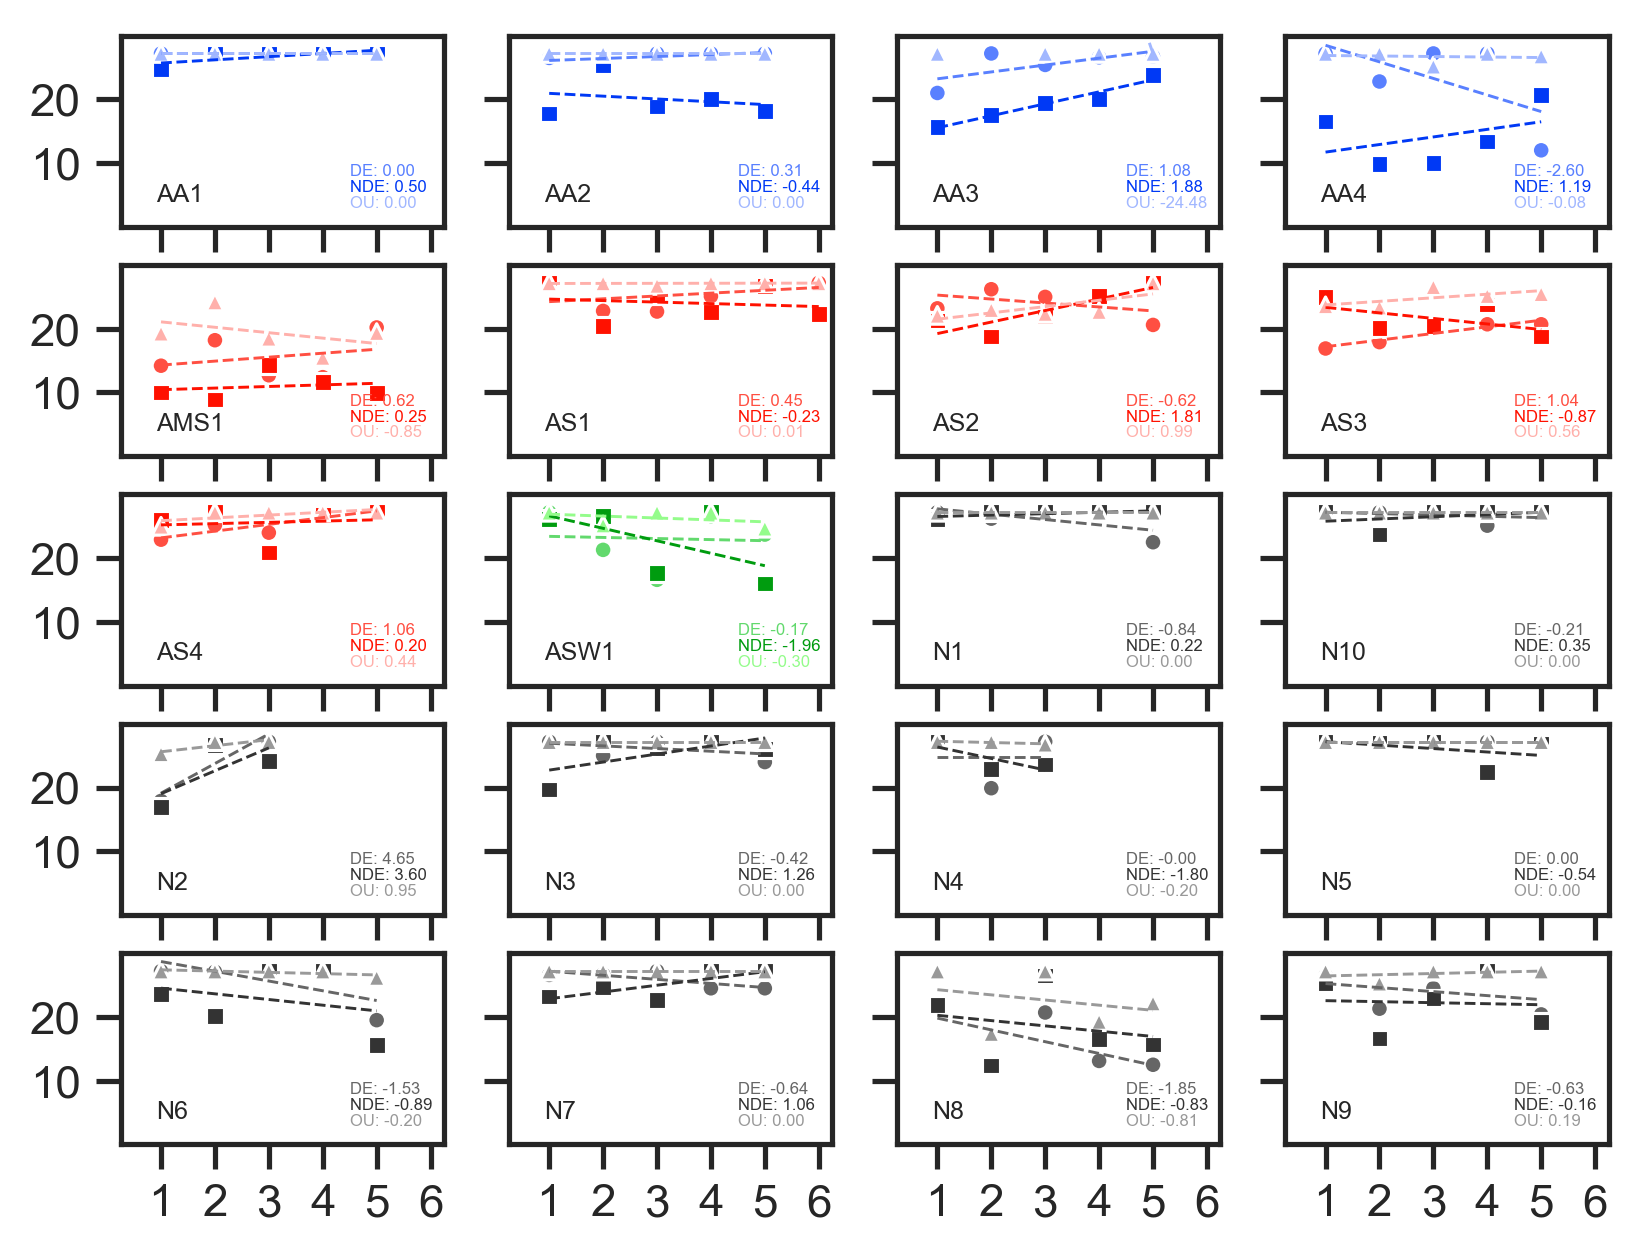 20
10
AA1
DE: 0.00
NDE: 0.50
OU: 0.00
AA2
DE: 0.31
NDE: -0.44
OU: 0.00
AA3
DE: 1.08
NDE: 1.88
OU: -24.48
AA4
DE: -2.60
NDE: 1.19
OU: -0.08
20
10
AMS1
DE: 0.62
NDE: 0.25
OU: -0.85
AS1
DE: 0.45
NDE: -0.23
OU: 0.01
AS2
DE: -0.62
NDE: 1.81
OU: 0.99
AS3
DE: 1.04
NDE: -0.87
OU: 0.56
20
10
AS4
DE: 1.06
NDE: 0.20
OU: 0.44
ASW1
DE: -0.17
NDE: -1.96
OU: -0.30
N1
DE: -0.84
NDE: 0.22
OU: 0.00
N10
DE: -0.21
NDE: 0.35
OU: 0.00
20
10
N2
DE: 4.65
NDE: 3.60
OU: 0.95
N3
DE: -0.42
NDE: 1.26
OU: 0.00
N4
DE: -0.00
NDE: -1.80
OU: -0.20
N5
DE: 0.00
NDE: -0.54
OU: 0.00
20
10
N6
DE: -1.53
NDE: -0.89
OU: -0.20
N7
DE: -0.64
NDE: 1.06
OU: 0.00
N8
DE: -1.85
NDE: -0.83
OU: -0.81
N9
DE: -0.63
NDE: -0.16
OU: 0.19
1 2 3 4 5 6
1 2 3 4 5 6
1 2 3 4 5 6
1 2 3 4 5 6